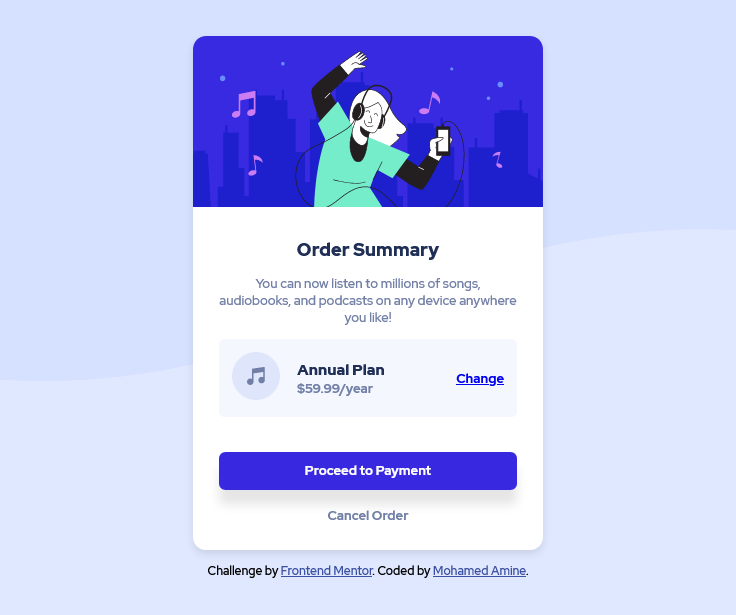 Order Summary
You can now listen to millions of songs,
audiobooks, and podcasts on any device anywhere
you like!
Annual Plan
$59.99/year
Change
Proceed to Payment
Cancel Order
Challenge by Frontend Mentor. Coded by Mohamed Amine.